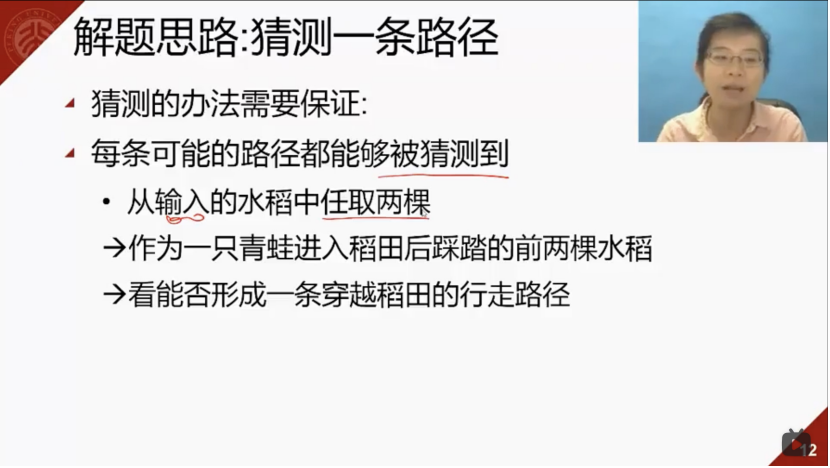 解题思路:猜测一条路径
猜测的办法需要保证:
每条可能的路径都能够被猜测到
• 从输入的水稻中任取两棵
→作为一只青蛙进入稻田后踩踏的前两棵水稻
→看能否形成一条穿越稻田的行走路径
12